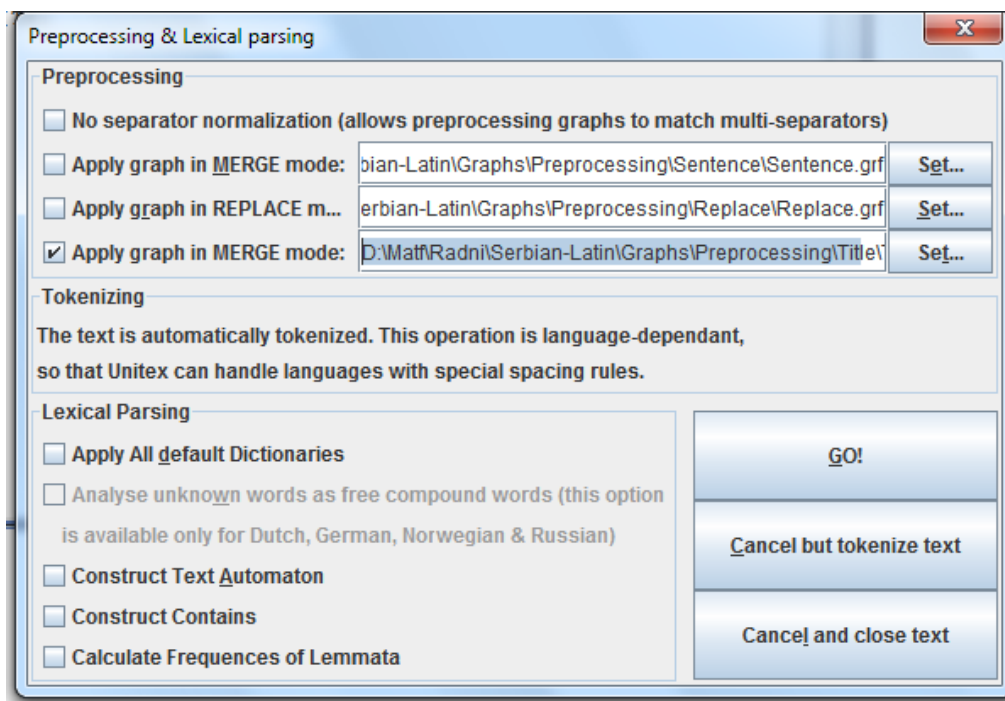 Preprocessing & Lexical parsing
Preprocessing
No separator normalization (allows preprocessing graphs to match multi-separators)
Apply graph in MERGE mode: bian-Latin\Graphs\Preprocessing\Sentence\Sentence.grf Set...
Apply graph in REPLACE m... erbian-Latin\Graphs\Preprocessing\Replace\Replace.grf Set...
Apply graph in MERGE mode: D:\Matf\Radni\Serbian-Latin\Graphs\Preprocessing\Title\ Set...
Tokenizing
The text is automatically tokenized. This operation is language-dependant,
so that Unitex can handle languages with special spacing rules.
Lexical Parsing
Apply All default Dictionaries
GO!
Analyse unknown words as free compound words (this option
is available only for Dutch, German, Norwegian & Russian)
Cancel but tokenize text
Construct Text Automaton
Construct Contains
Cancel and close text
Calculate Frequences of Lemmata